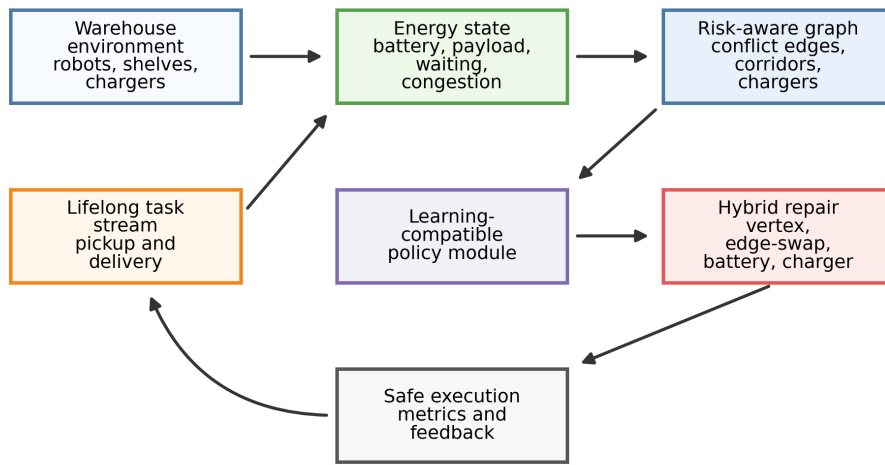 Warehouse
environment
robots, shelves,
chargers
Energy state
battery, payload,
waiting,
congestion
Risk-aware graph
conflict edges,
corridors,
chargers
Lifelong task
stream
pickup and
delivery
Learning-
compatible
policy module
Hybrid repair
vertex,
edge-swap,
battery, charger
Safe execution
metrics and
feedback